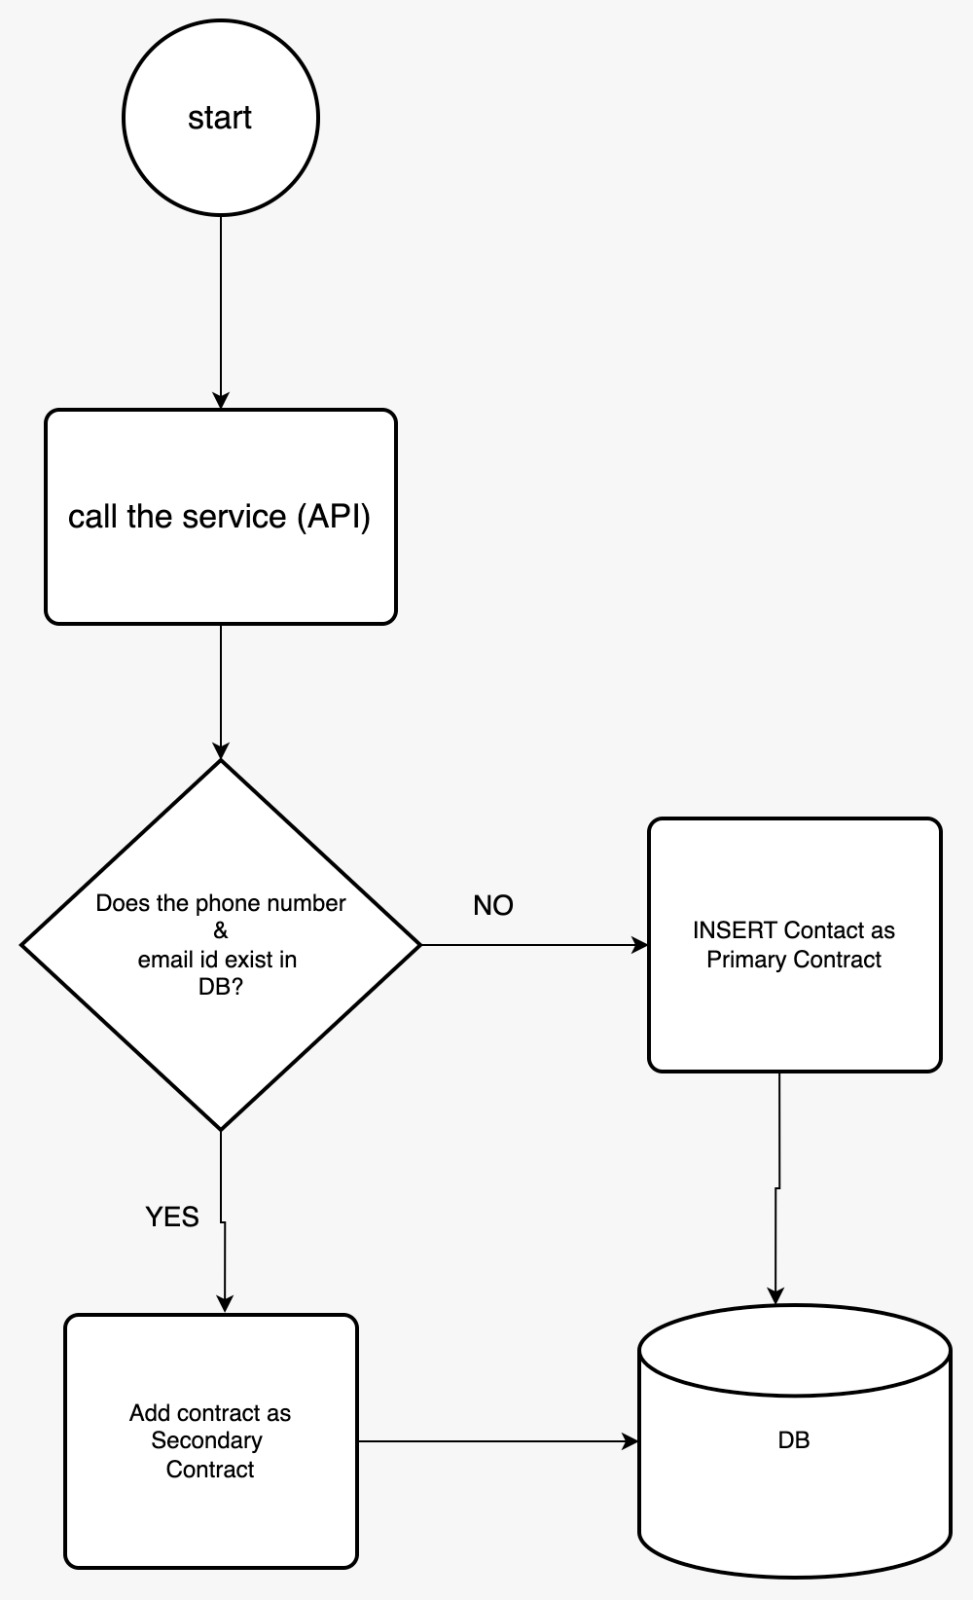 start
call the service (API)
Does the phone number
&
email id exist in
DB?
NO
INSERT Contact as
Primary Contract
YES
Add contract as
Secondary
Contract
DB